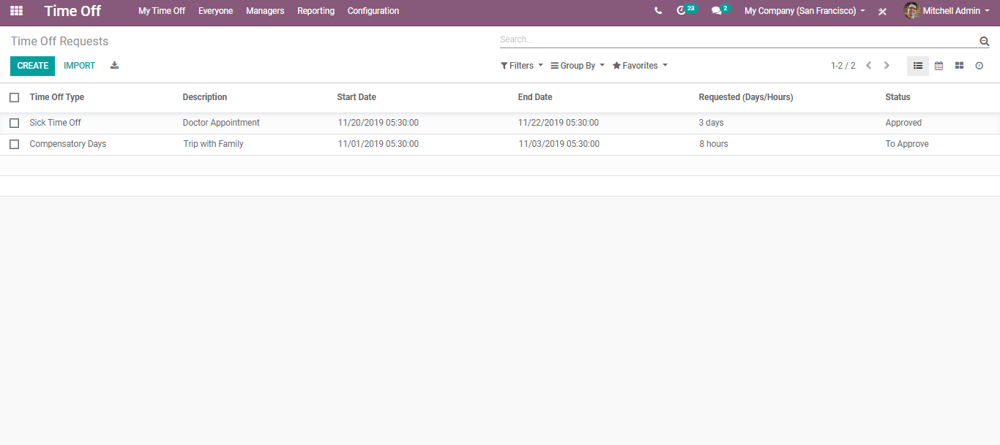 Time Off My Time Off Everyone Managers Reporting Configuration 23 2 My Company (San Francisco) Mitchell Admin
Time Off Requests Search...
CREATE IMPORT Filters Group By Favorites 1-2 / 2
Time Off Type Description Start Date End Date Requested (Days/Hours) Status
Sick Time Off Doctor Appointment 11/20/2019 05:30:00 11/22/2019 05:30:00 3 days Approved
Compensatory Days Trip with Family 11/01/2019 05:30:00 11/03/2019 05:30:00 8 hours To Approve